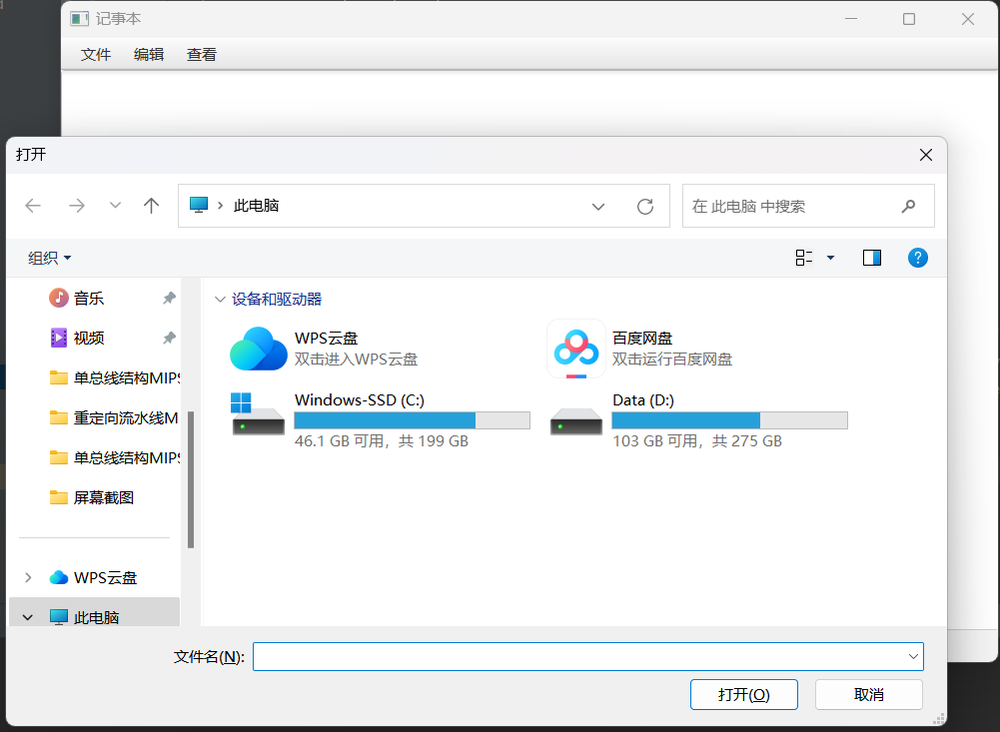 记事本
文件 编辑 查看
打开
此电脑
在 此电脑 中搜索
组织
音乐
视频
单总线结构MIPS
重定向流水线M
单总线结构MIPS
屏幕截图
WPS云盘
此电脑
设备和驱动器
WPS云盘
双击进入WPS云盘
百度网盘
双击运行百度网盘
Windows-SSD (C:)
46.1 GB 可用，共 199 GB
Data (D:)
103 GB 可用，共 275 GB
文件名(N):
打开(O) 取消